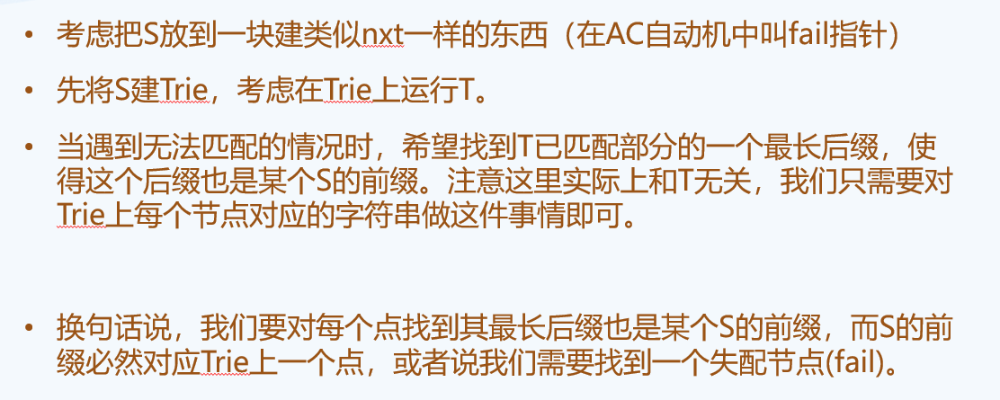 • 考虑把S放到一块建类似nxt一样的东西（在AC自动机中叫fail指针）
• 先将S建Trie，考虑在Trie上运行T。
• 当遇到无法匹配的情况时，希望找到T已匹配部分的一个最长后缀，使
得这个后缀也是某个S的前缀。注意这里实际上和T无关，我们只需要对
Trie上每个节点对应的字符串做这件事情即可。
• 换句话说，我们要对每个点找到其最长后缀也是某个S的前缀，而S的前
缀必然对应Trie上一个点，或者说我们需要找到一个失配节点(fail)。